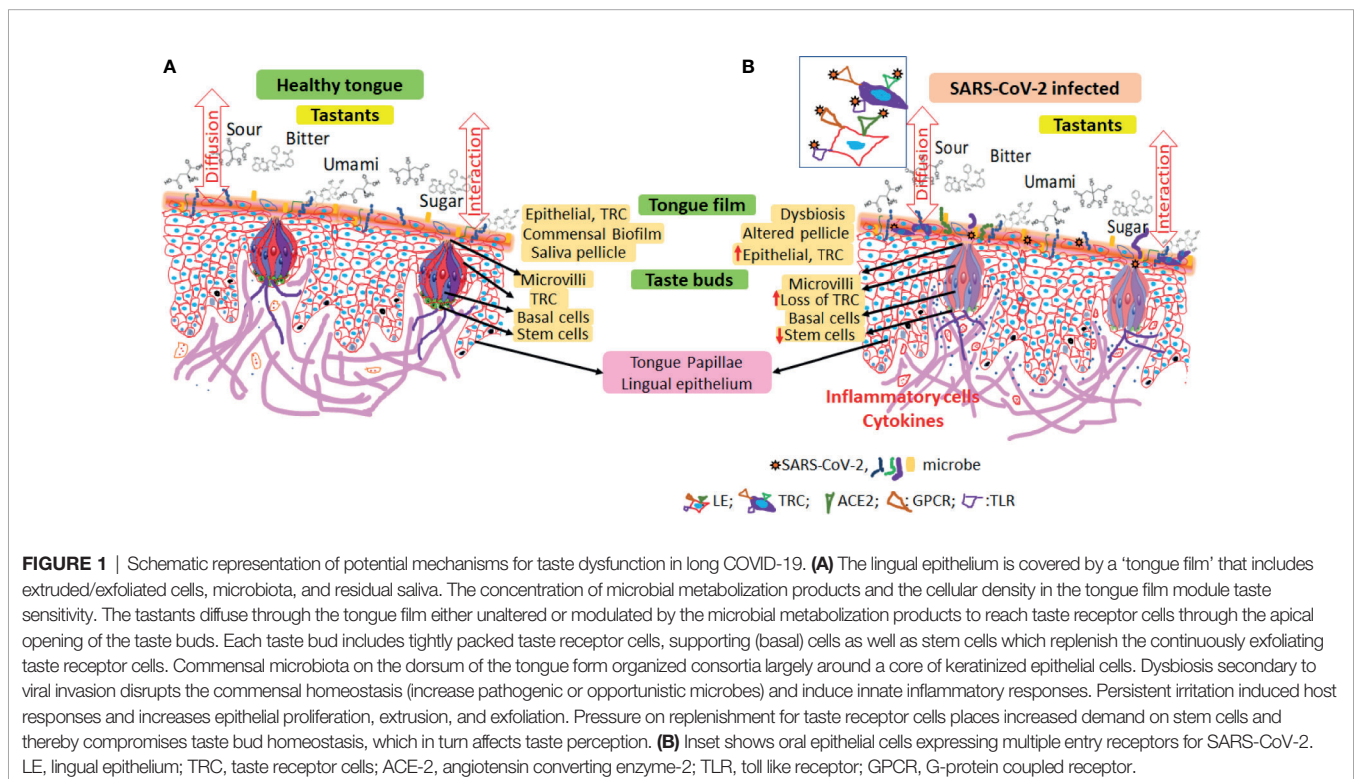 A
Healthy tongue
Tastants
Diffusion
Sour
Bitter
Umami
Sugar
Interaction
Epithelial, TRC
Commensal Biofilm
Saliva pellicle
Microvilli
TRC
Basal cells
Stem cells
Tongue film
Taste buds
Tongue Papillae
Lingual epithelium
B
SARS-CoV-2 infected
Tastants
Diffusion
Sour
Bitter
Umami
Sugar
Interaction
Dysbiosis
Altered pellicle
Epithelial, TRC
Microvilli
Loss of TRC
Basal cells
Stem cells
Inflammatory cells
Cytokines
SARS-CoV-2, microbe
LE; TRC; ACE2; : GPCR; :TLR
FIGURE 1 | Schematic representation of potential mechanisms for taste dysfunction in long COVID-19. (A) The lingual epithelium is covered by a ‘tongue film’ that includes
extruded/exfoliated cells, microbiota, and residual saliva. The concentration of microbial metabolization products and the cellular density in the tongue film module taste
sensitivity. The tastants diffuse through the tongue film either unaltered or modulated by the microbial metabolization products to reach taste receptor cells through the apical
opening of the taste buds. Each taste bud includes tightly packed taste receptor cells, supporting (basal) cells as well as stem cells which replenish the continuously exfoliating
taste receptor cells. Commensal microbiota on the dorsum of the tongue form organized consortia largely around a core of keratinized epithelial cells. Dysbiosis secondary to
viral invasion disrupts the commensal homeostasis (increase pathogenic or opportunistic microbes) and induce innate inflammatory responses. Persistent irritation induced host
responses and increases epithelial proliferation, extrusion, and exfoliation. Pressure on replenishment for taste receptor cells places increased demand on stem cells and
thereby compromises taste bud homeostasis, which in turn affects taste perception. (B) Inset shows oral epithelial cells expressing multiple entry receptors for SARS-CoV-2.
LE, lingual epithelium; TRC, taste receptor cells; ACE-2, angiotensin converting enzyme-2; TLR, toll like receptor; GPCR, G-protein coupled receptor.